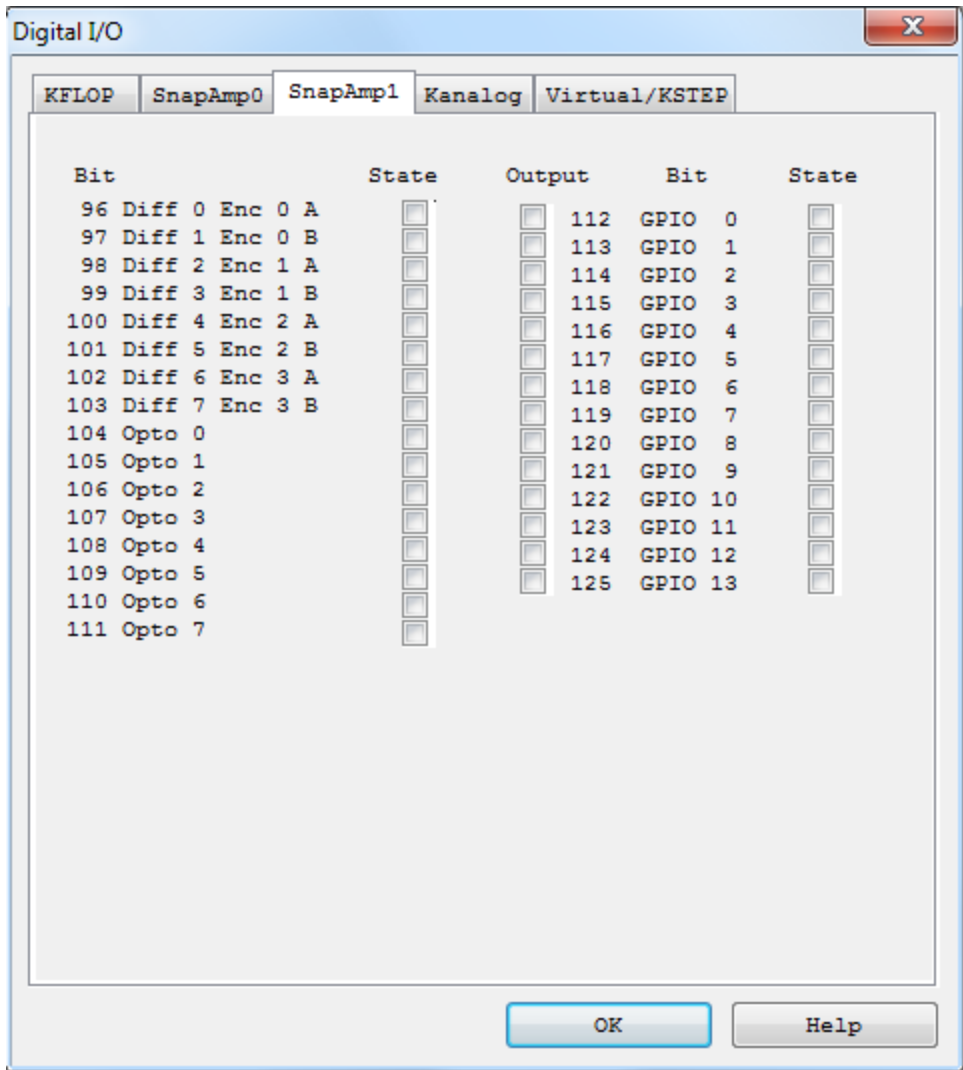 Digital I/O
KFLOP SnapAmp0 SnapAmp1 Kanalog Virtual/KSTEP
Bit State Output Bit State
96 Diff 0 Enc 0 A
97 Diff 1 Enc 0 B
98 Diff 2 Enc 1 A
99 Diff 3 Enc 1 B
100 Diff 4 Enc 2 A
101 Diff 5 Enc 2 B
102 Diff 6 Enc 3 A
103 Diff 7 Enc 3 B
104 Opto 0
105 Opto 1
106 Opto 2
107 Opto 3
108 Opto 4
109 Opto 5
110 Opto 6
111 Opto 7
112 GPIO 0
113 GPIO 1
114 GPIO 2
115 GPIO 3
116 GPIO 4
117 GPIO 5
118 GPIO 6
119 GPIO 7
120 GPIO 8
121 GPIO 9
122 GPIO 10
123 GPIO 11
124 GPIO 12
125 GPIO 13
OK Help